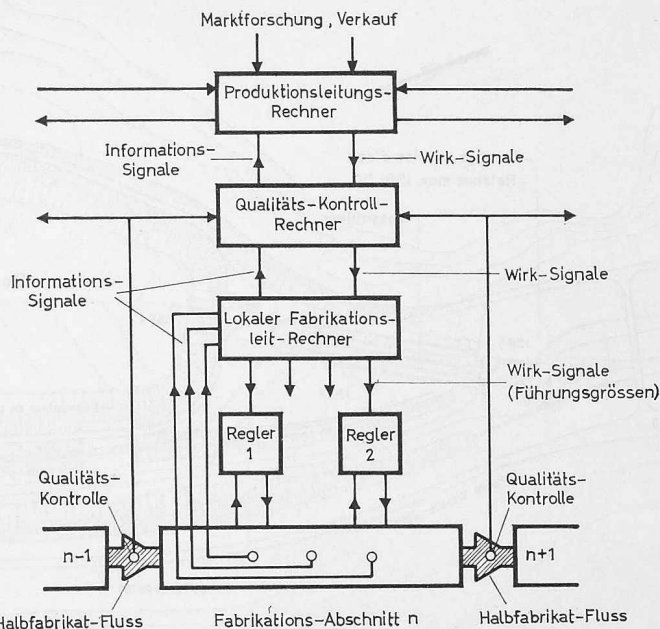 Marktforschung, Verkauf
Produktionsleitungs-
Rechner
Informations-
Signale
Wirk-Signale
Qualitäts-Kontroll-
Rechner
Informations-
Signale
Wirk-Signale
Lokaler Fabrikations-
leit-Rechner
Wirk-Signale
(Führungsgrössen)
Regler
1
Regler
2
Qualitäts-
Kontrolle
Qualitäts-
Kontrolle
n-1
n+1
Halbfabrikat-Fluss
Fabrikations-Abschnitt n
Halbfabrikat-Fluss